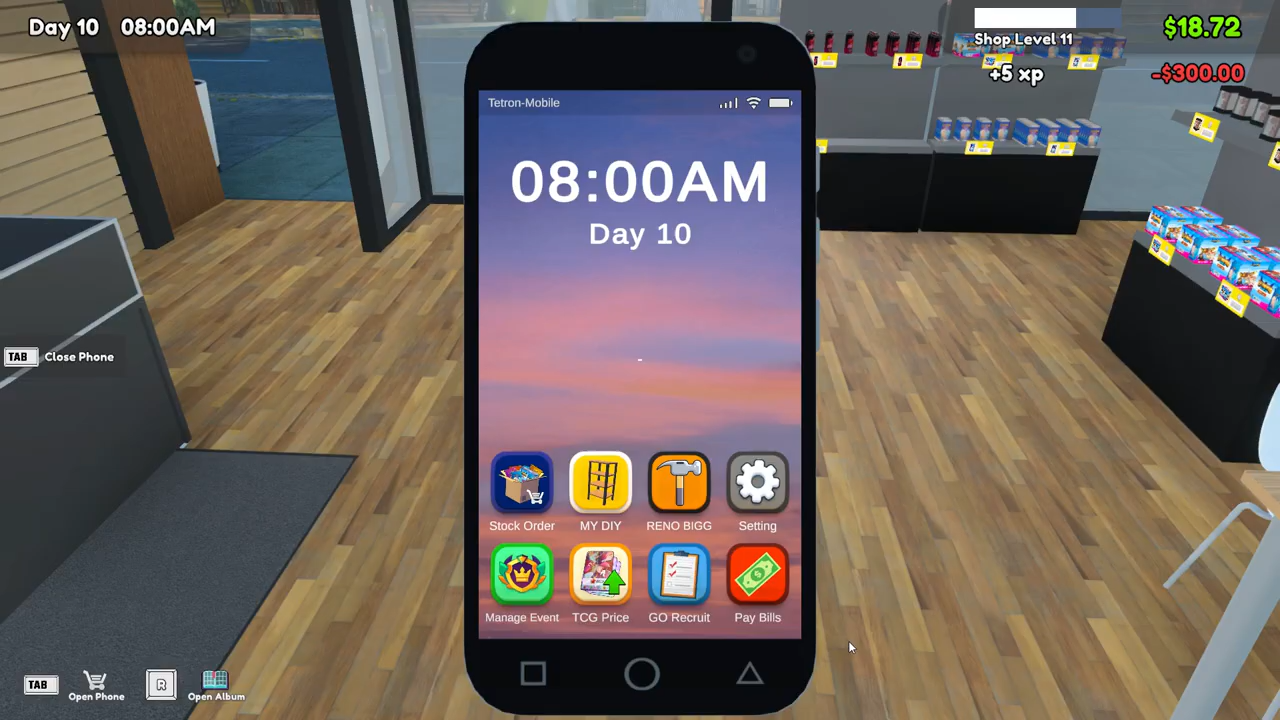 Day 10 08:00AM
Shop Level 11
+5 xp
$18.72
-$300.00
Tetron-Mobile
08:00AM
Day 10
TAB Close Phone
Stock Order MY DIY RENO BIGG Setting
Manage Event TCG Price GO Recruit Pay Bills
TAB Open Phone R Open Album